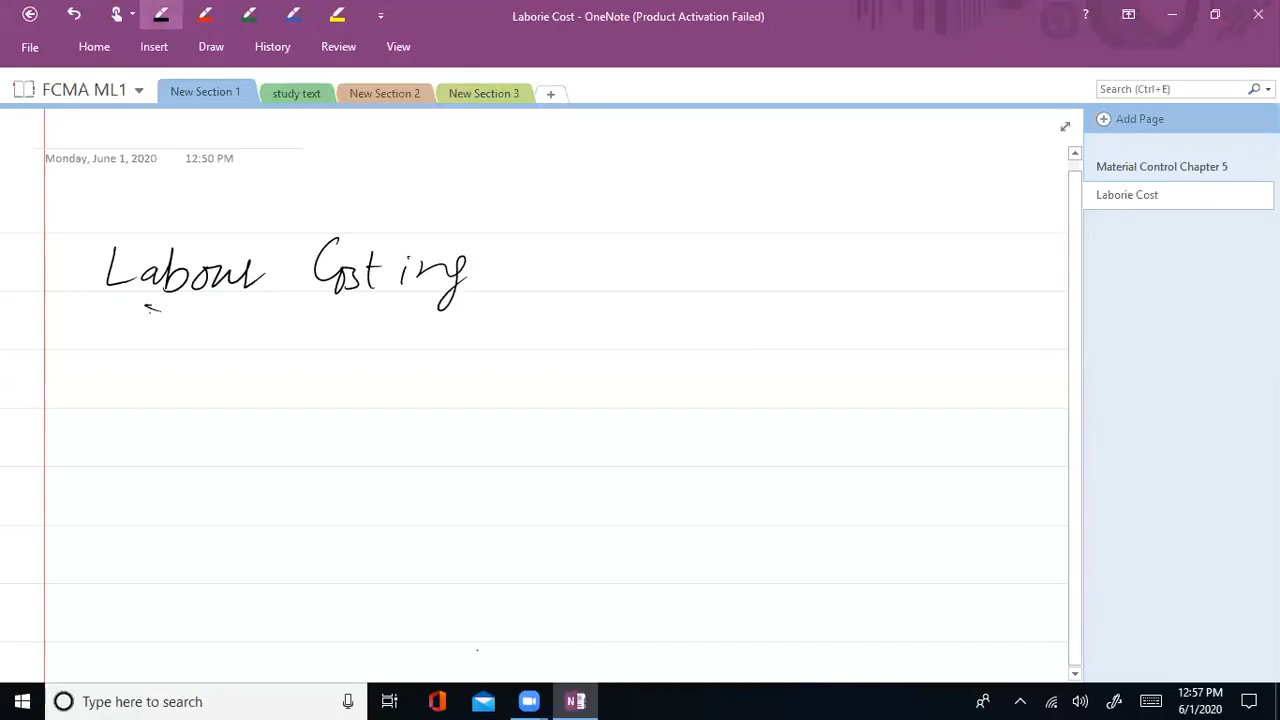 Laborie Cost - OneNote (Product Activation Failed)
File Home Insert Draw History Review View
FCMA ML1 New Section 1 study text New Section 2 New Section 3
Search (Ctrl+E)
Add Page
Monday, June 1, 2020 12:50 PM
Material Control Chapter 5
Laborie Cost
Labour Costing
Type here to search
12:57 PM
6/1/2020